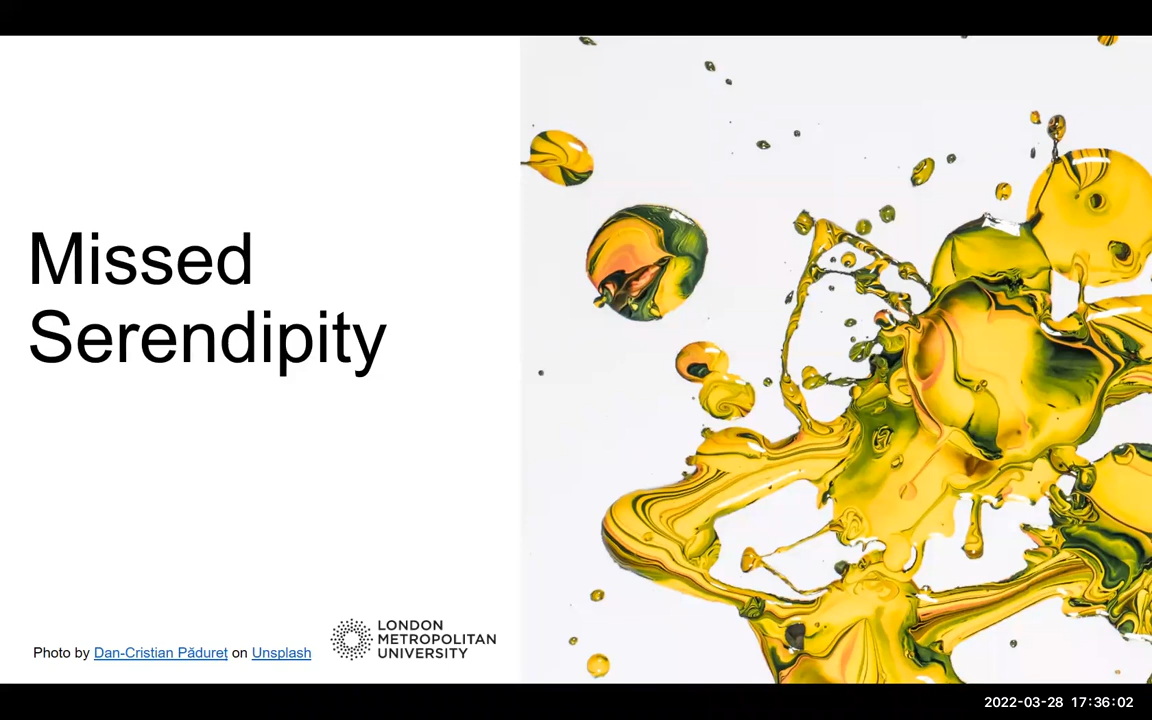 Missed
Serendipity
Photo by Dan-Cristian Pădureț on Unsplash
LONDON
METROPOLITAN
UNIVERSITY
2022-03-28 17:36:02